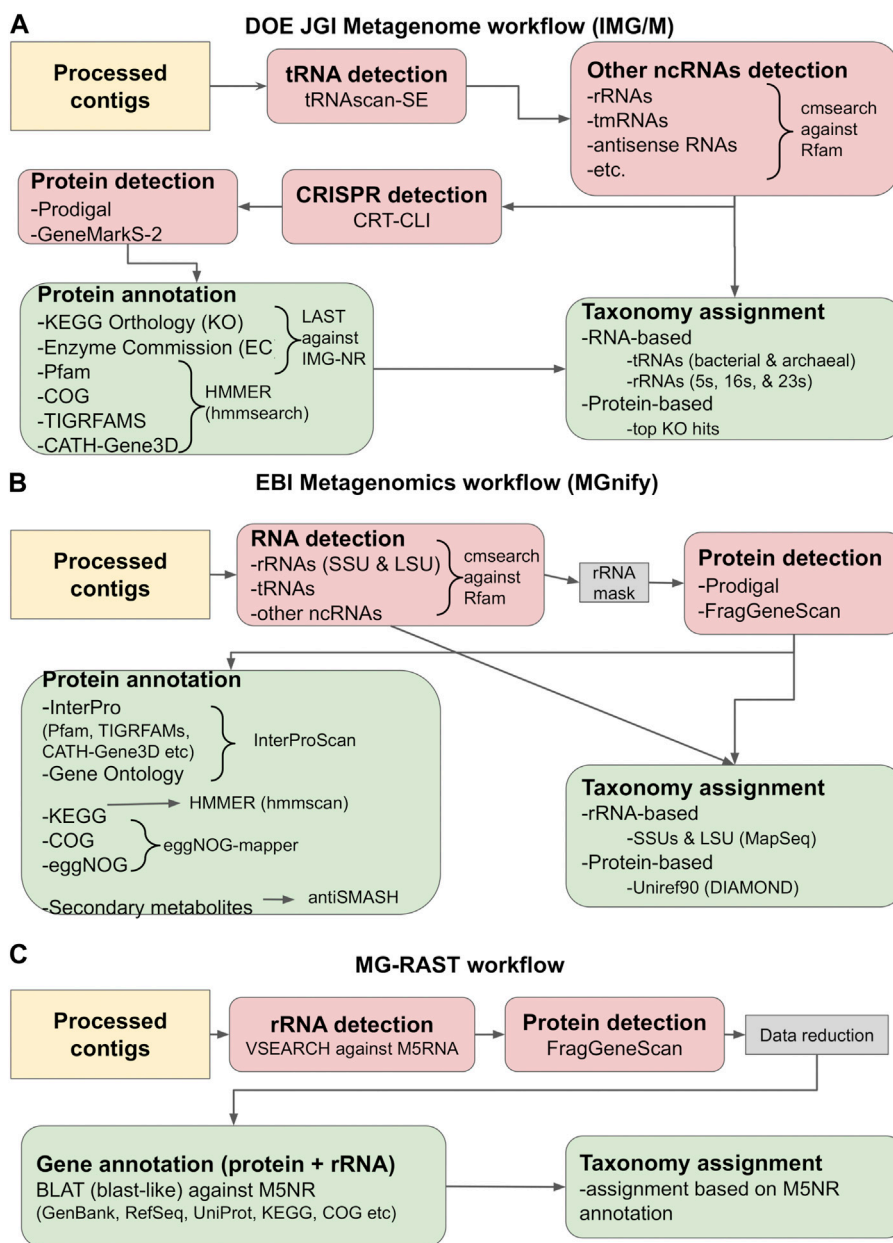 A
DOE JGI Metagenome workflow (IMG/M)
Processed
contigs
tRNA detection
tRNAscan-SE
Other ncRNAs detection
-rRNAs
-tmRNAs
-antisense RNAs
-etc.
cmsearch
against
Rfam
Protein detection
-Prodigal
-GeneMarkS-2
CRISPR detection
CRT-CLI
Protein annotation
-KEGG Orthology (KO)
-Enzyme Commission (EC
-Pfam
-COG
-TIGRFAMS
-CATH-Gene3D
LAST
against
IMG-NR
HMMER
(hmmsearch)
Taxonomy assignment
-RNA-based
-tRNAs (bacterial & archaeal)
-rRNAs (5s, 16s, & 23s)
-Protein-based
-top KO hits
B
EBI Metagenomics workflow (MGnify)
Processed
contigs
RNA detection
-rRNAs (SSU & LSU)
-tRNAs
-other ncRNAs
cmsearch
against
Rfam
rRNA
mask
Protein detection
-Prodigal
-FragGeneScan
Protein annotation
-InterPro
(Pfam, TIGRFAMs,
CATH-Gene3D etc)
-Gene Ontology
InterProScan
-KEGG
HMMER (hmmscan)
-COG
-eggNOG
eggNOG-mapper
-Secondary metabolites
antiSMASH
Taxonomy assignment
-rRNA-based
-SSUs & LSU (MapSeq)
-Protein-based
-Uniref90 (DIAMOND)
C
MG-RAST workflow
Processed
contigs
rRNA detection
VSEARCH against M5RNA
Protein detection
FragGeneScan
Data reduction
Gene annotation (protein + rRNA)
BLAT (blast-like) against M5NR
(GenBank, RefSeq, UniProt, KEGG, COG etc)
Taxonomy assignment
-assignment based on M5NR
annotation